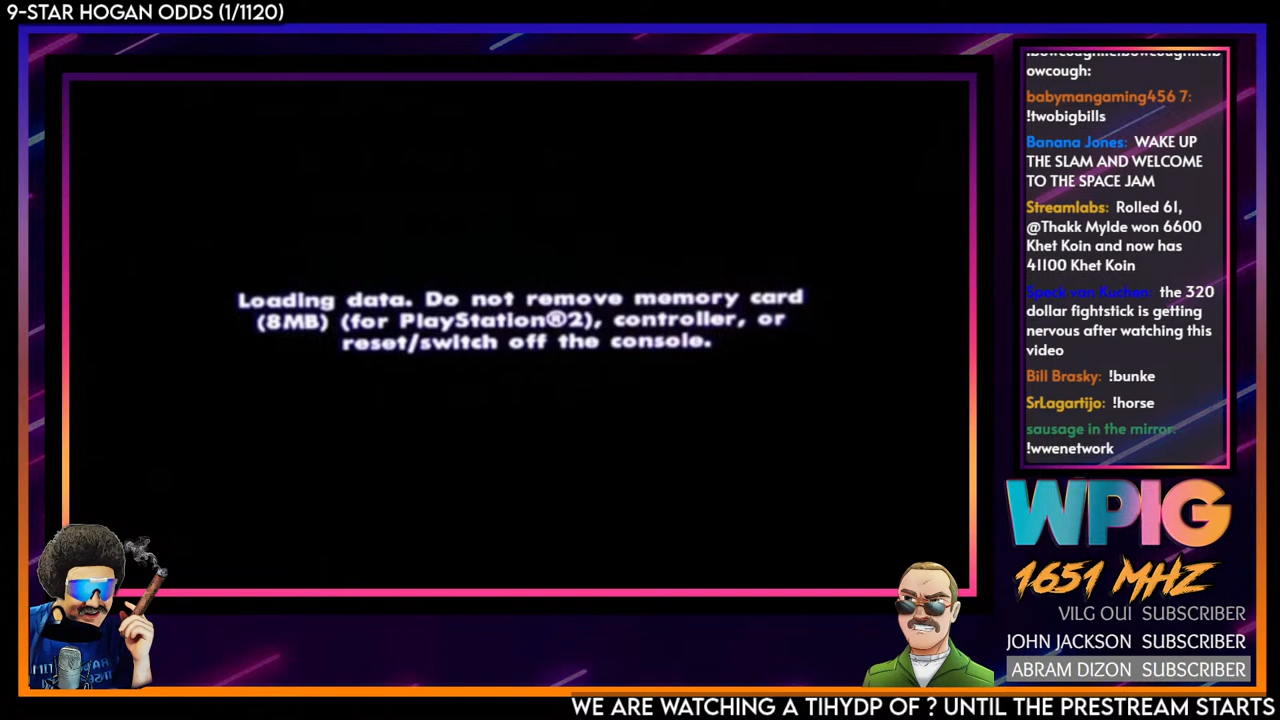 9-STAR HOGAN ODDS (1/1120)
owcough:
babymangaming456 7:
!twobigbills
Banana Jones: WAKE UP
THE SLAM AND WELCOME
TO THE SPACE JAM
Streamlabs: Rolled 61,
@Thakk Mylde won 6600
Khet Koin and now has
41100 Khet Koin
Speck van Kuchen: the 320
dollar fightstick is getting
nervous after watching this
video
Bill Brasky: !bunke
SrLagartijo: !horse
sausage in the mirror:
!wwenetwork
Loading data. Do not remove memory card
(8MB) (for PlayStation®2), controller, or
reset/switch off the console.
WPIG
1651 MHZ
VILG OUI SUBSCRIBER
JOHN JACKSON SUBSCRIBER
ABRAM DIZON SUBSCRIBER
WE ARE WATCHING A TIHYDP OF ? UNTIL THE PRESTREAM STARTS